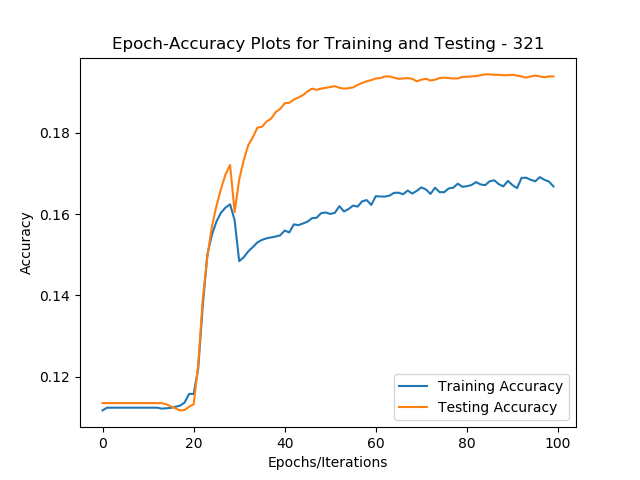 Epoch-Accuracy Plots for Training and Testing - 321
0.18
0.16
0.14
0.12
Accuracy
Training Accuracy
Testing Accuracy
0 20 40 60 80 100
Epochs/Iterations